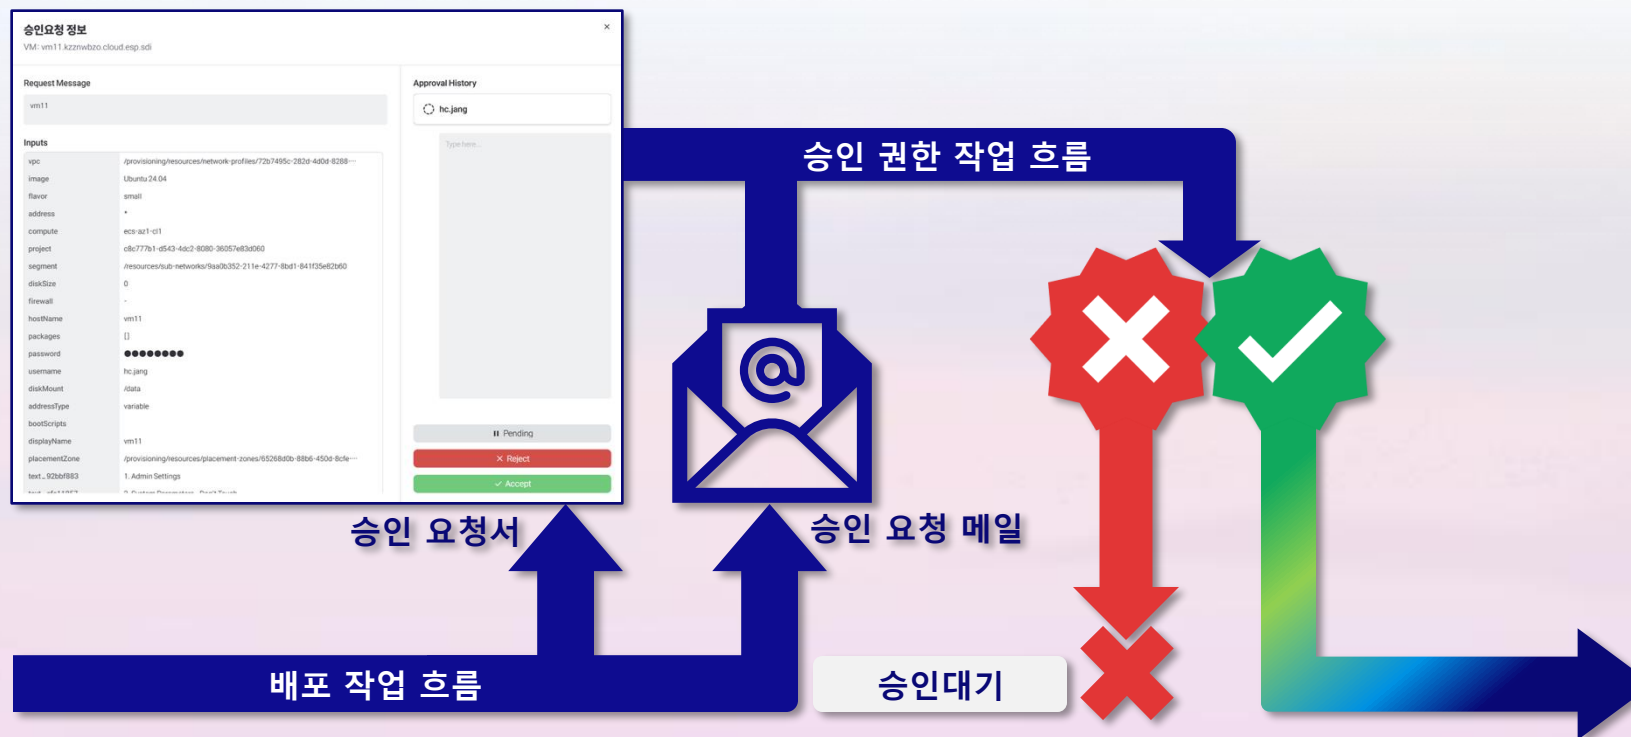 승인요청 정보
VM: vm11.kzznwbzo.cloud.esp.sdi
Request Message
vm11
Inputs
vpc /provisioning/resources/network-profiles/72b7495c-282d-4d0d-8288-···
image Ubuntu 24.04
flavor small
address *
compute ecs-az1-cl1
project c8c777b1-d543-4dc2-8080-36057e83d060
segment /resources/sub-networks/9aa0b352-211e-4277-8bd1-841f35e82b60
diskSize 0
firewall -
hostName vm11
packages []
password ●●●●●●●●
username hc.jang
diskMount /data
addressType variable
bootScripts
displayName vm11
placementZone /provisioning/resources/placement-zones/65268d0b-88b6-450d-8cfe-···
text_92bbf883 1. Admin Settings
Approval History
hc.jang
Type here...
Pending
Reject
Accept
승인 권한 작업 흐름
승인 요청서
승인 요청 메일
배포 작업 흐름
승인대기